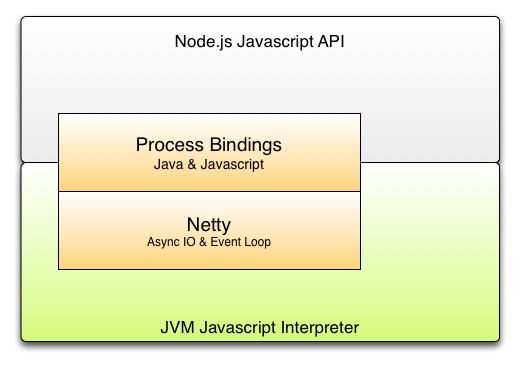 Node.js Javascript API
Process Bindings
Java & Javascript
Netty
Async IO & Event Loop
JVM Javascript Interpreter